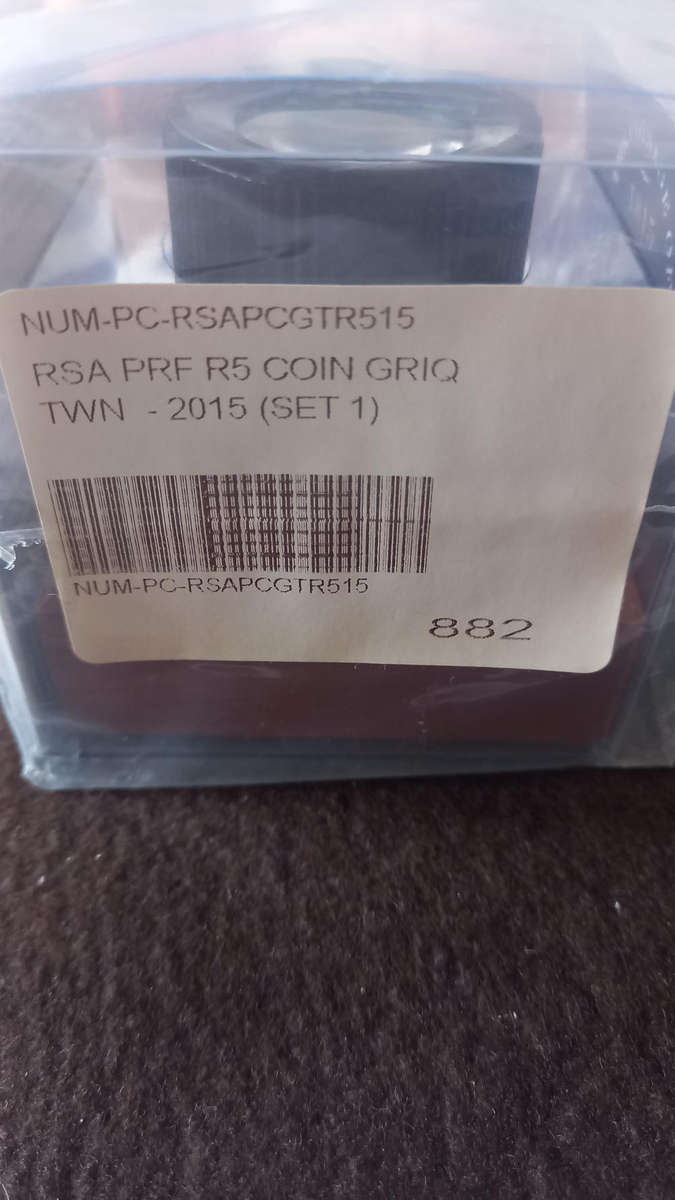 NUM-PC-RSAPCGTR515
RSA PRF R5 COIN GRIQ
TWN - 2015 (SET 1)
NUM-PC-RSAPCGTR515
882